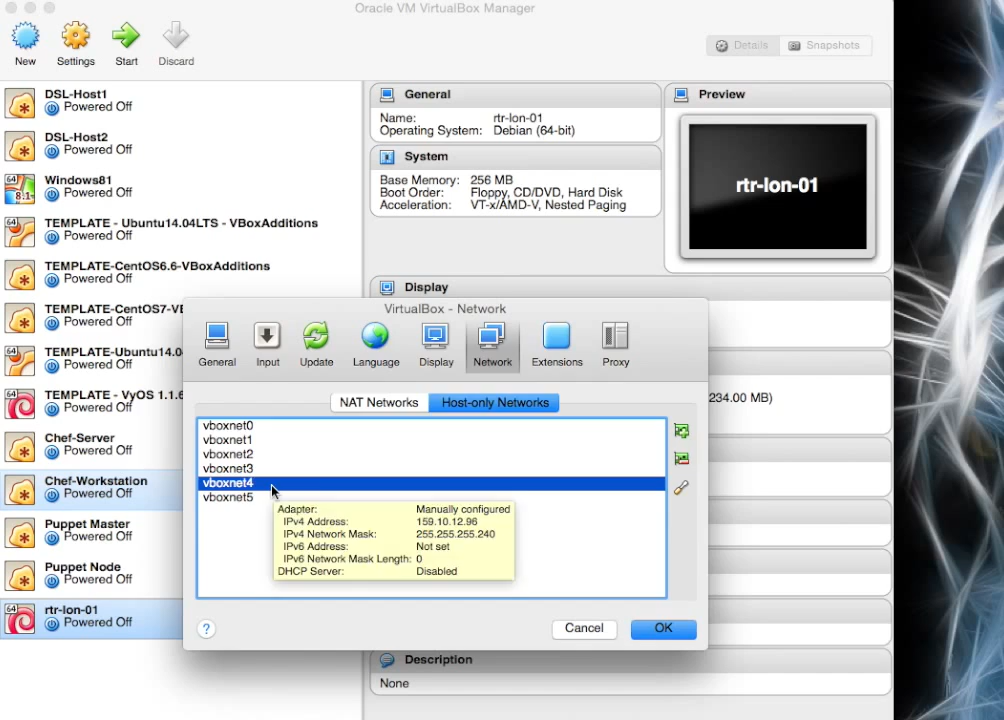 Oracle VM VirtualBox Manager
New
Settings
Start
Discard
Details
Snapshots
DSL-Host1
Powered Off
DSL-Host2
Powered Off
64
8.1
Windows81
Powered Off
64
TEMPLATE - Ubuntu14.04LTS - VBoxAdditions
Powered Off
TEMPLATE-CentOS6.6-VBoxAdditions
Powered Off
TEMPLATE-CentOS7-VE
Powered Off
64
TEMPLATE-Ubuntu14.0
Powered Off
64
TEMPLATE - VyOS 1.1.6
Powered Off
Chef-Server
Powered Off
Chef-Workstation
Powered Off
Puppet Master
Powered Off
Puppet Node
Powered Off
64
rtr-lon-01
Powered Off
General
Name: rtr-lon-01
Operating System: Debian (64-bit)
System
Base Memory: 256 MB
Boot Order: Floppy, CD/DVD, Hard Disk
Acceleration: VT-x/AMD-V, Nested Paging
Preview
rtr-lon-01
Display
234.00 MB)
Description
None
VirtualBox - Network
General
Input
Update
Language
Display
Network
Extensions
Proxy
NAT Networks
Host-only Networks
vboxnet0
vboxnet1
vboxnet2
vboxnet3
vboxnet4
vboxnet5
Adapter: Manually configured
IPv4 Address: 159.10.12.96
IPv4 Network Mask: 255.255.255.240
IPv6 Address: Not set
IPv6 Network Mask Length: 0
DHCP Server: Disabled
?
Cancel
OK